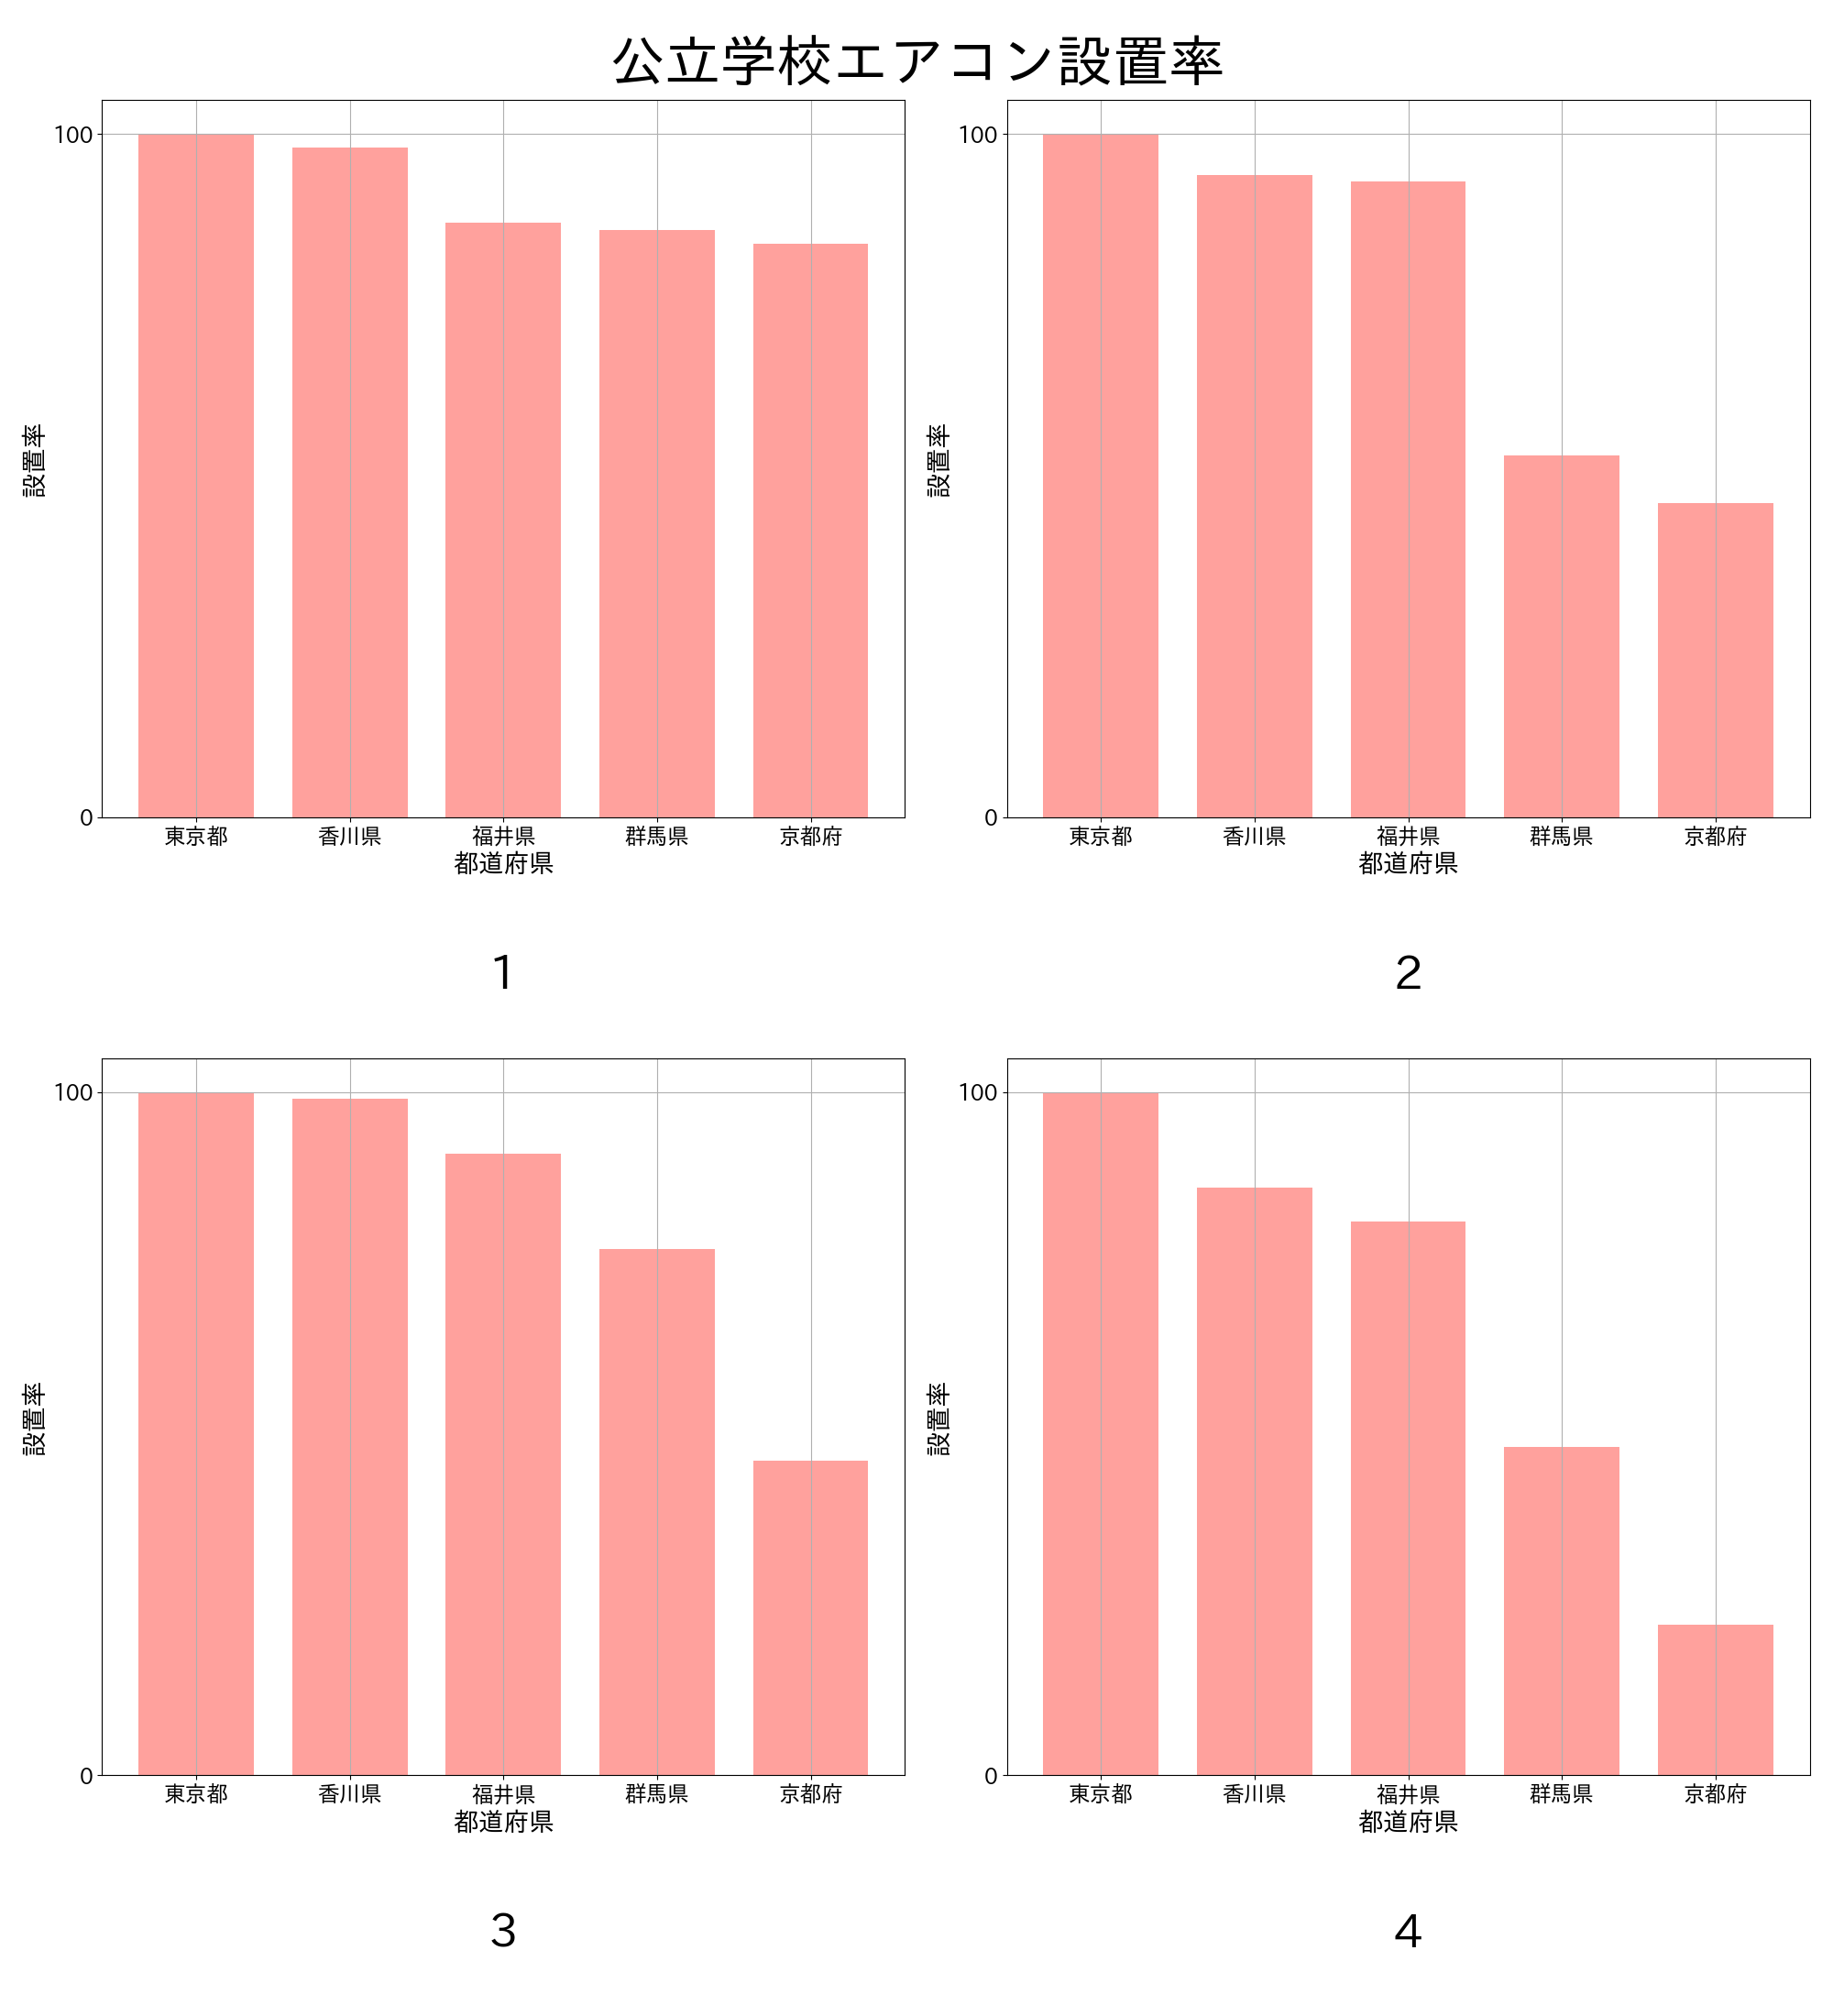 公立学校エアコン設置率
100
0
設置率
東京都 香川県 福井県 群馬県 京都府
都道府県
1
100
0
設置率
東京都 香川県 福井県 群馬県 京都府
都道府県
2
100
0
設置率
東京都 香川県 福井県 群馬県 京都府
都道府県
3
100
0
設置率
東京都 香川県 福井県 群馬県 京都府
都道府県
4